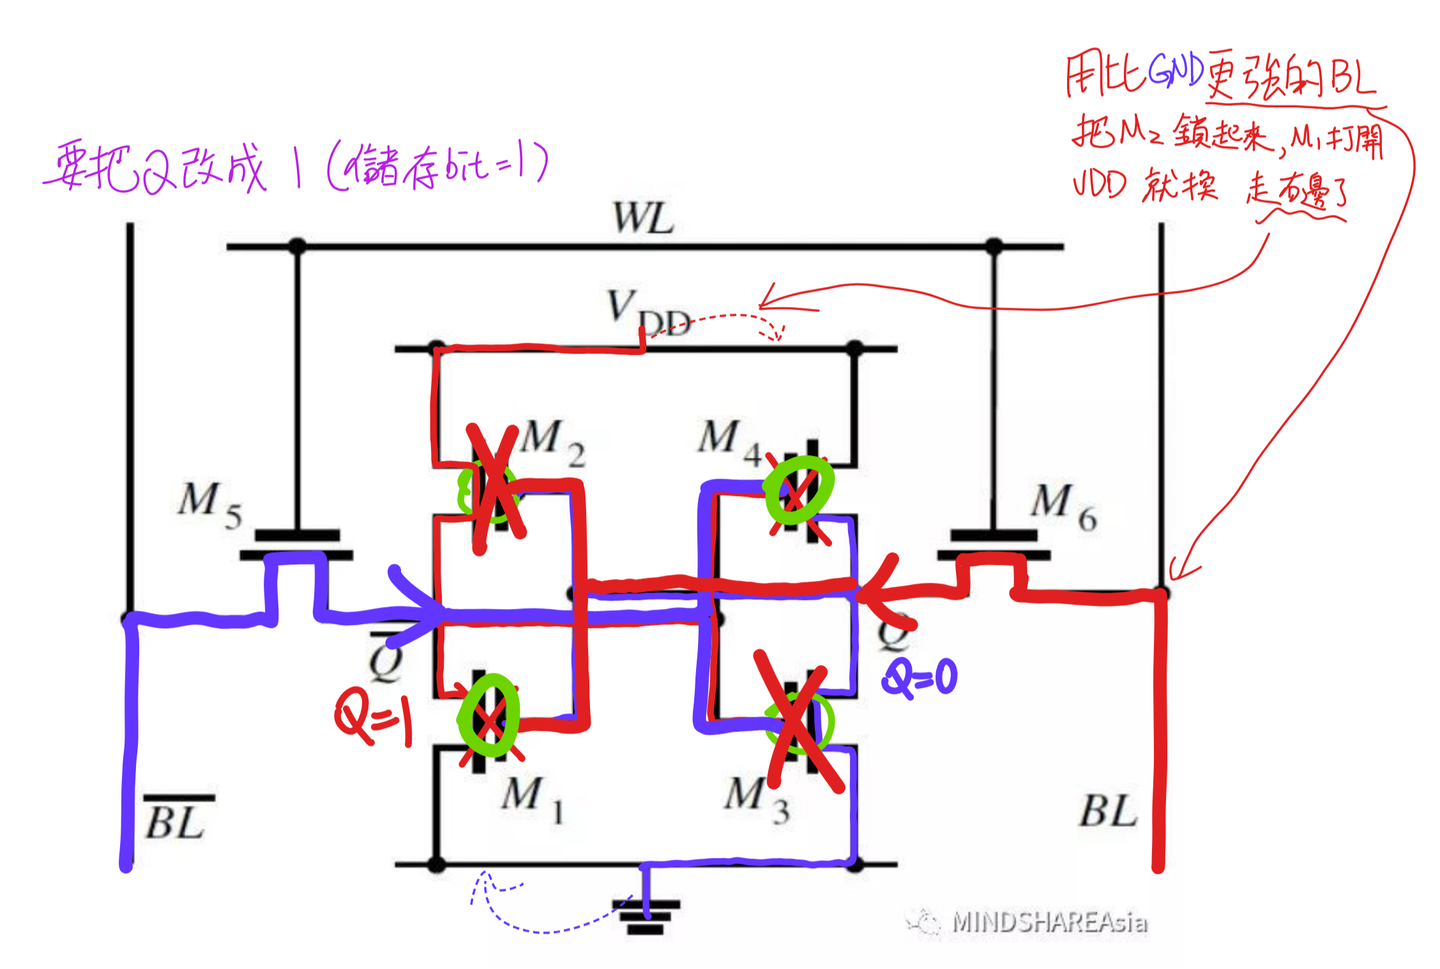 用比GND更強的BL
把M2鎖起來,M1打開
VDD 就換 走右邊了
要把Q改成 1 (儲存bit=1)
WL
VDD
M2
M4
M5
M6
Q
Q
Q=0
Q=1
M1
M3
BL
BL
MINDSHAREAsia